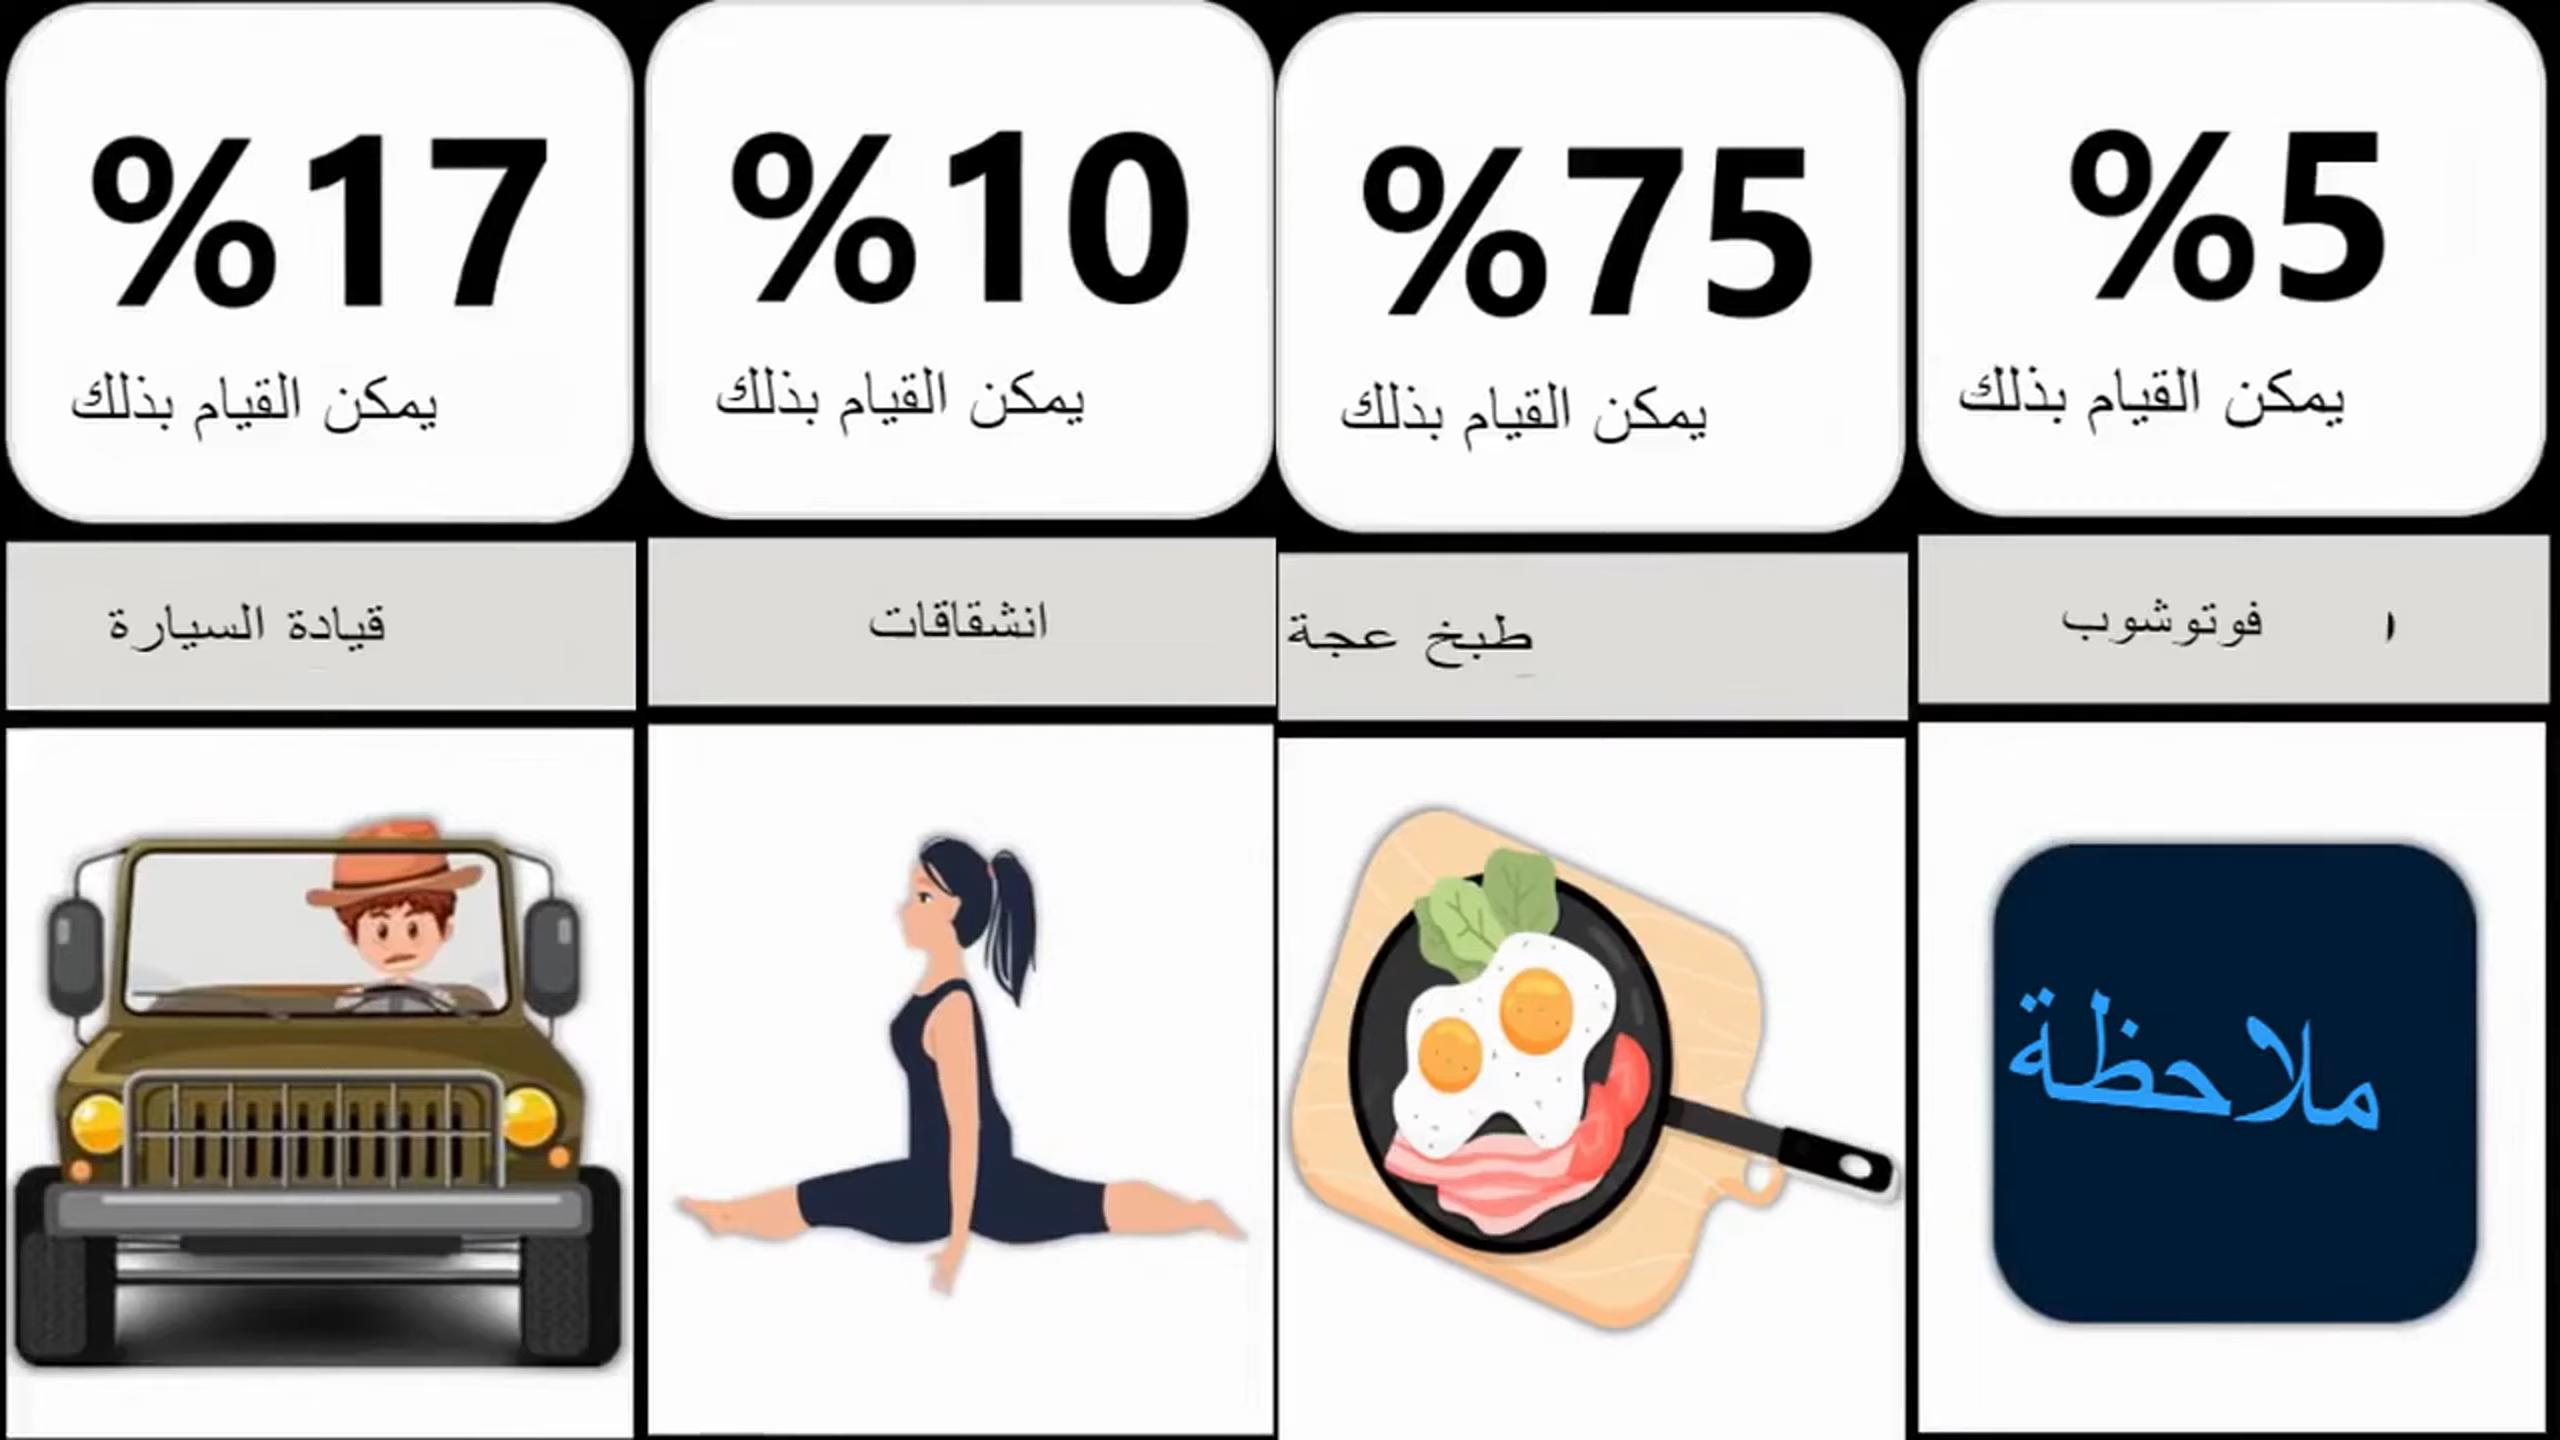 %17
يمكن القيام بذلك
قيادة السيارة
%10
يمكن القيام بذلك
انشقاقات
%75
يمكن القيام بذلك
طبخ عجة
%5
يمكن القيام بذلك
ا فوتوشوب
ملاحظة